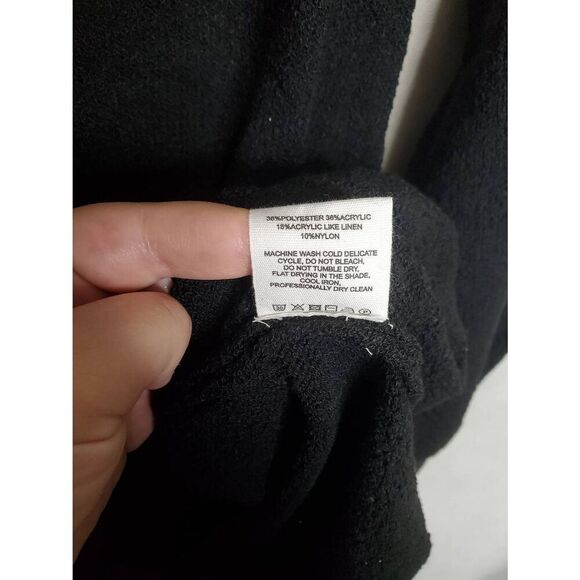 36%POLYESTER 36%ACRYLIC
18%ACRYLIC LIKE LINEN
10%NYLON
MACHINE WASH COLD DELICATE
CYCLE, DO NOT BLEACH,
DO NOT TUMBLE DRY,
FLAT DRYING IN THE SHADE,
COOL IRON,
PROFESSIONALLY DRY CLEAN